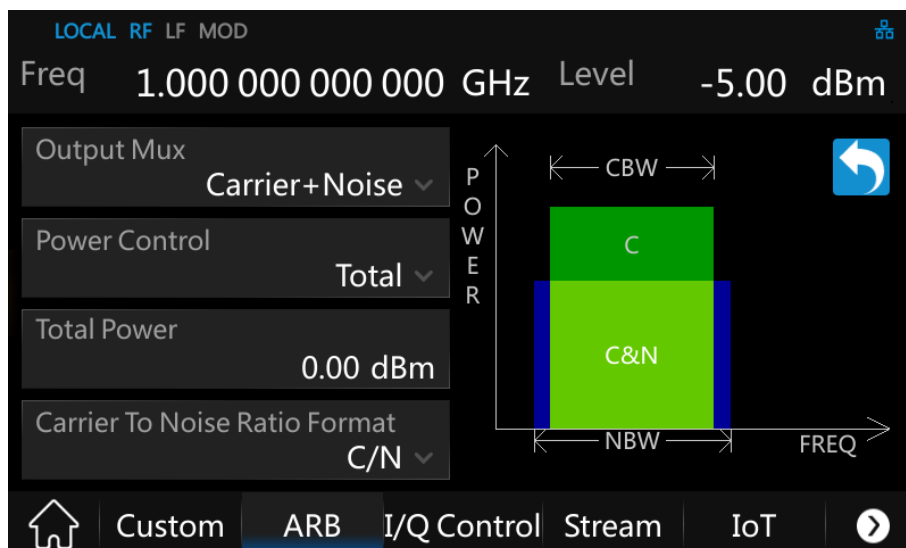 LOCAL RF LF MOD
Freq 1.000 000 000 000 GHz Level -5.00 dBm
Output Mux
Carrier+Noise
Power Control
Total
Total Power
0.00 dBm
Carrier To Noise Ratio Format
C/N
POWER
CBW
C
C&N
NBW
FREQ
Custom ARB I/Q Control Stream IoT